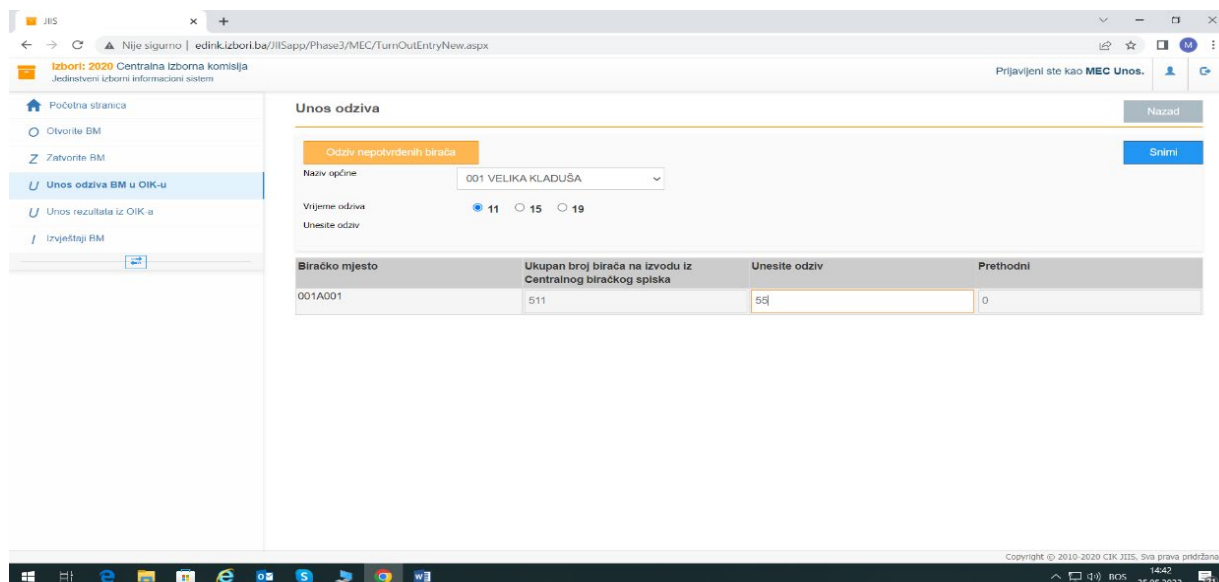 JIIS
Nije sigurno | edink.izbori.ba/JIISapp/Phase3/MEC/TurnOutEntryNew.aspx
M
Izbori: 2020 Centralna Izborna komisija
Jedinstveni izborni informacioni sistem
Prijavljeni ste kao MEC Unos.
Početna stranica
O Otvorite BM
Z Zatvorite BM
U Unos odziva BM u OIK-u
U Unos rezultata iz OIK-a
I Izvještaji BM
Unos odziva
Nazad
Odziv nepotvrđenih birača
Snimi
Naziv općine
001 VELIKA KLADUŠA
Vrijeme odziva
11 15 19
Unesite odziv
Biračko mjesto
Ukupan broj birača na izvodu iz
Centralnog biračkog spiska
Unesite odziv
Prethodni
001A001
511
55
0
Copyright © 2010-2020 CIK JIIS, Sva prava pridržana
BOS
14:42